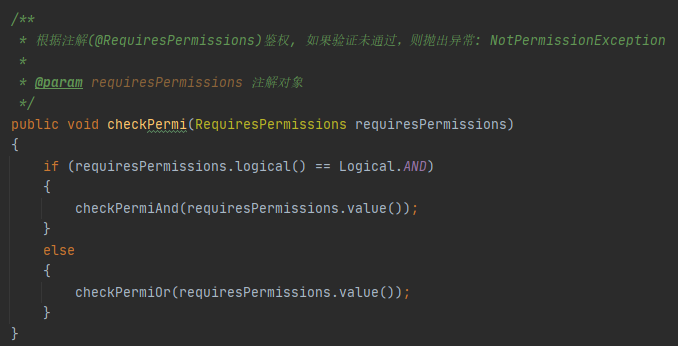 /**
 * 根据注解(@RequiresPermissions)鉴权, 如果验证未通过，则抛出异常: NotPermissionException
 *
 * @param requiresPermissions 注解对象
 */
public void checkPermi(RequiresPermissions requiresPermissions)
{
    if (requiresPermissions.logical() == Logical.AND)
    {
        checkPermiAnd(requiresPermissions.value());
    }
    else
    {
        checkPermiOr(requiresPermissions.value());
    }
}